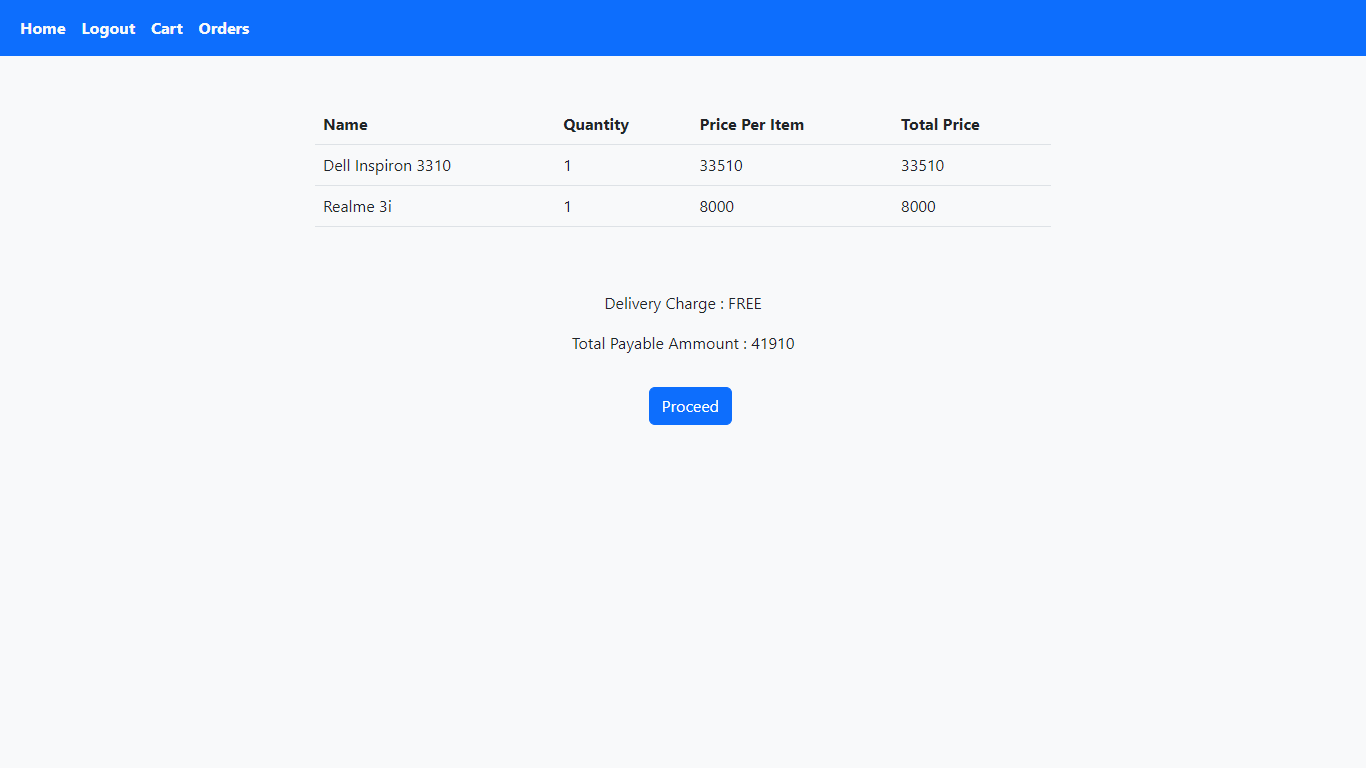 Home Logout Cart Orders
Name Quantity Price Per Item Total Price
Dell Inspiron 3310 1 33510 33510
Realme 3i 1 8000 8000
Delivery Charge : FREE
Total Payable Ammount : 41910
Proceed